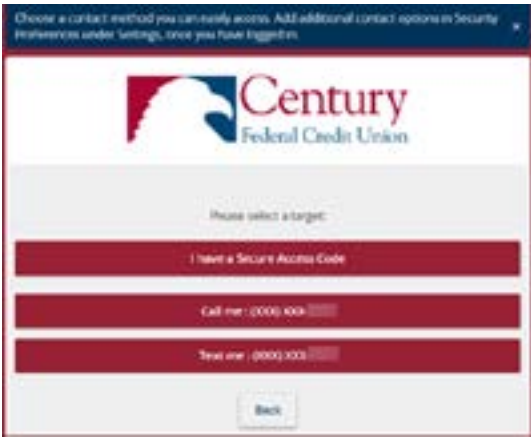 Choose a contact method you can easily access. Add additional contact options in Security
Preferences under Settings, once you have logged in.
×
Century
Federal Credit Union
Please select a target:
I have a Secure Access Code
Call me : (XXX) XXX-
Text me : (XXX) XXX-
Back